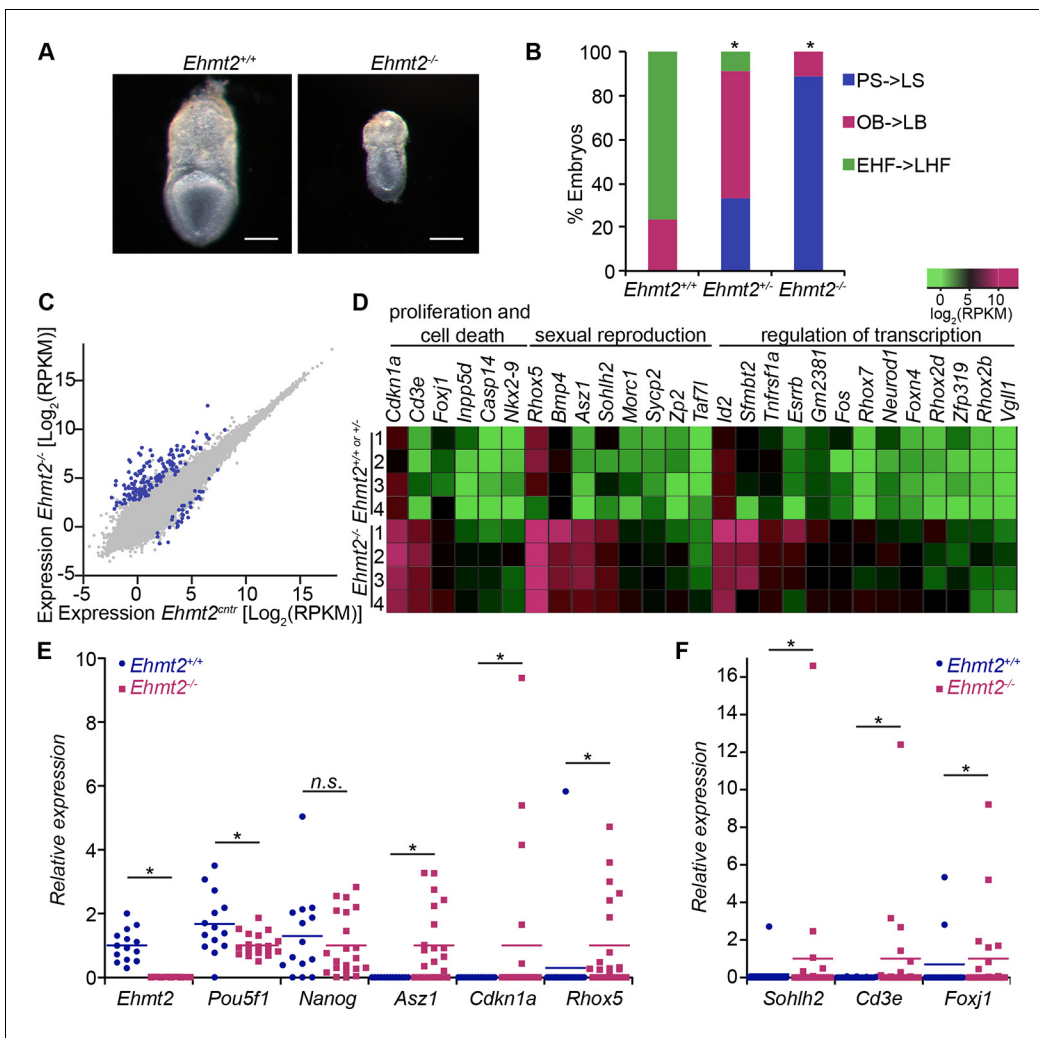 A
Ehmt2+/+
Ehmt2-/-
B
100
80
60
40
20
0
% Embryos
* *
Ehmt2+/+ Ehmt2+/- Ehmt2-/-
PS->LS
OB->LB
EHF->LHF
C
Expression Ehmt2-/- [Log2(RPKM)]
15
10
5
0
-5
-5 0 5 10 15
Expression Ehmt2cntr [Log2(RPKM)]
D
0 5 10
log2(RPKM)
proliferation and
cell death
sexual reproduction
regulation of transcription
Cdkn1a
Cd3e
Foxj1
Inpp5d
Casp14
Nkx2-9
Rhox5
Bmp4
Asz1
Sohlh2
Morc1
Sycp2
Zp2
Taf7l
Id2
Sfmbt2
Tnfrsf1a
Esrrb
Gm2381
Fos
Rhox7
Neurod1
Foxn4
Rhox2d
Zfp319
Rhox2b
Vgll1
Ehmt2+/+ or +/-
1
2
3
4
Ehmt2-/-
1
2
3
4
E
Ehmt2+/+
Ehmt2-/-
Relative expression
10
8
6
4
2
0
* * n.s. * * *
Ehmt2 Pou5f1 Nanog Asz1 Cdkn1a Rhox5
F
Ehmt2+/+
Ehmt2-/-
Relative expression
16
14
12
10
8
6
4
2
0
* * *
Sohlh2 Cd3e Foxj1